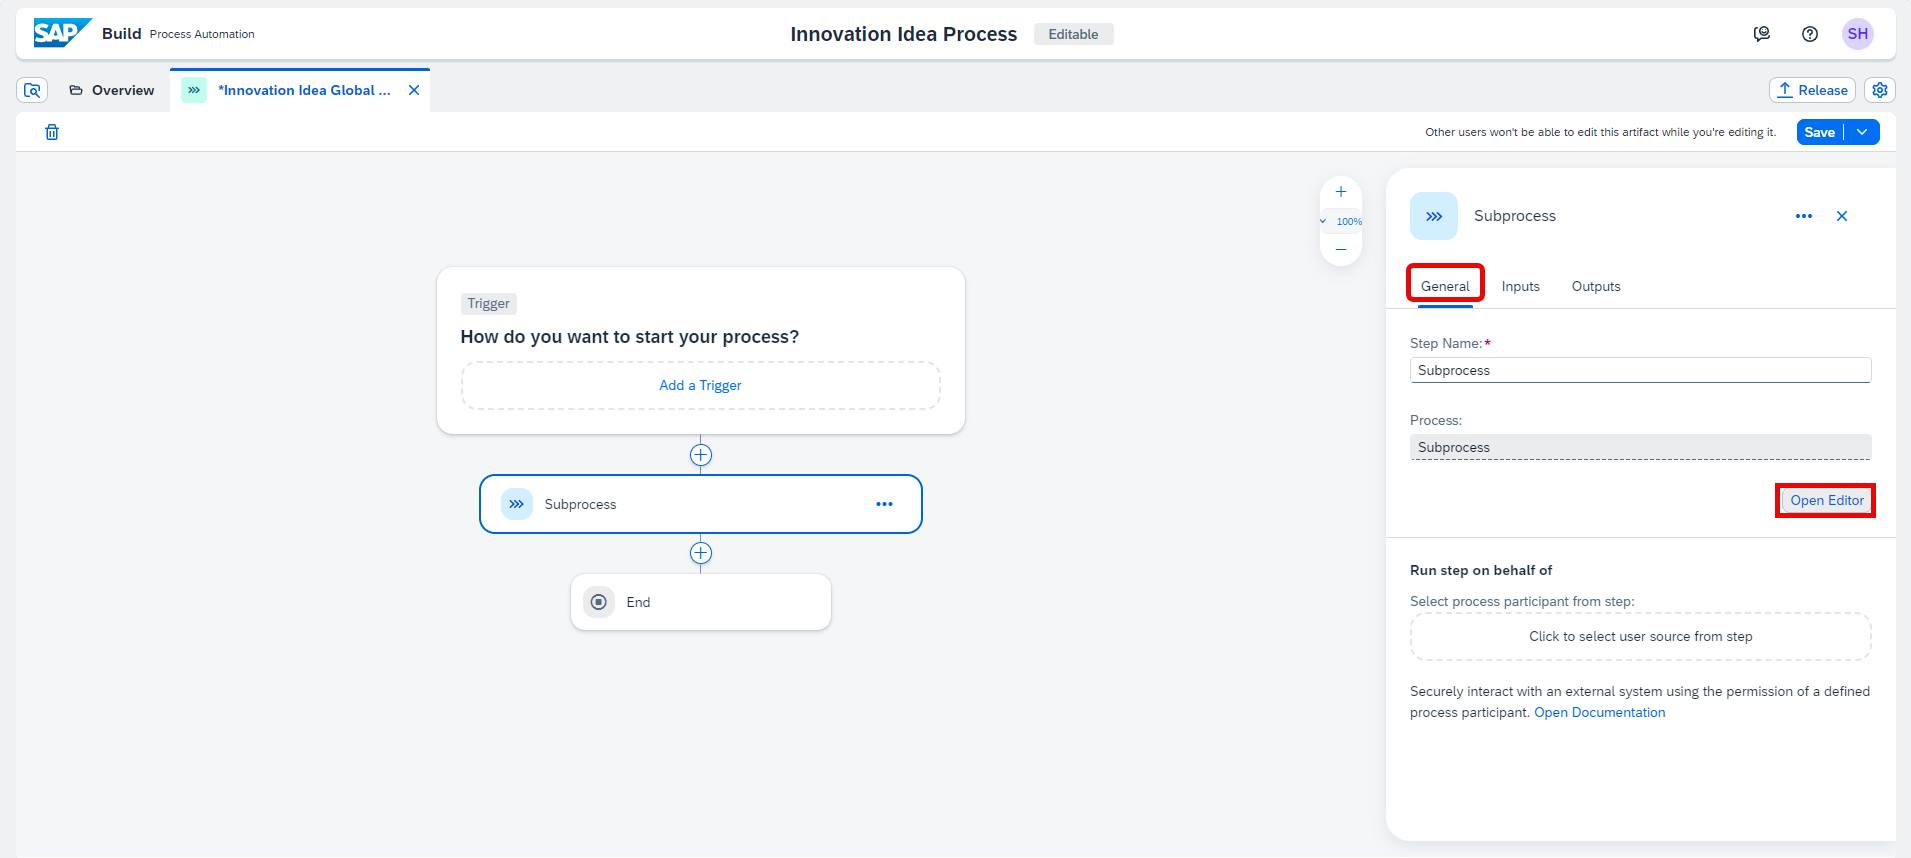 SAP Build Process Automation
Innovation Idea Process Editable
SH
Overview
*Innovation Idea Global ...
Release
Other users won't be able to edit this artifact while you're editing it.
Save
100%
Trigger
How do you want to start your process?
Add a Trigger
Subprocess
End
Subprocess
General Inputs Outputs
Step Name:*
Subprocess
Process:
Subprocess
Open Editor
Run step on behalf of
Select process participant from step:
Click to select user source from step
Securely interact with an external system using the permission of a defined
process participant. Open Documentation